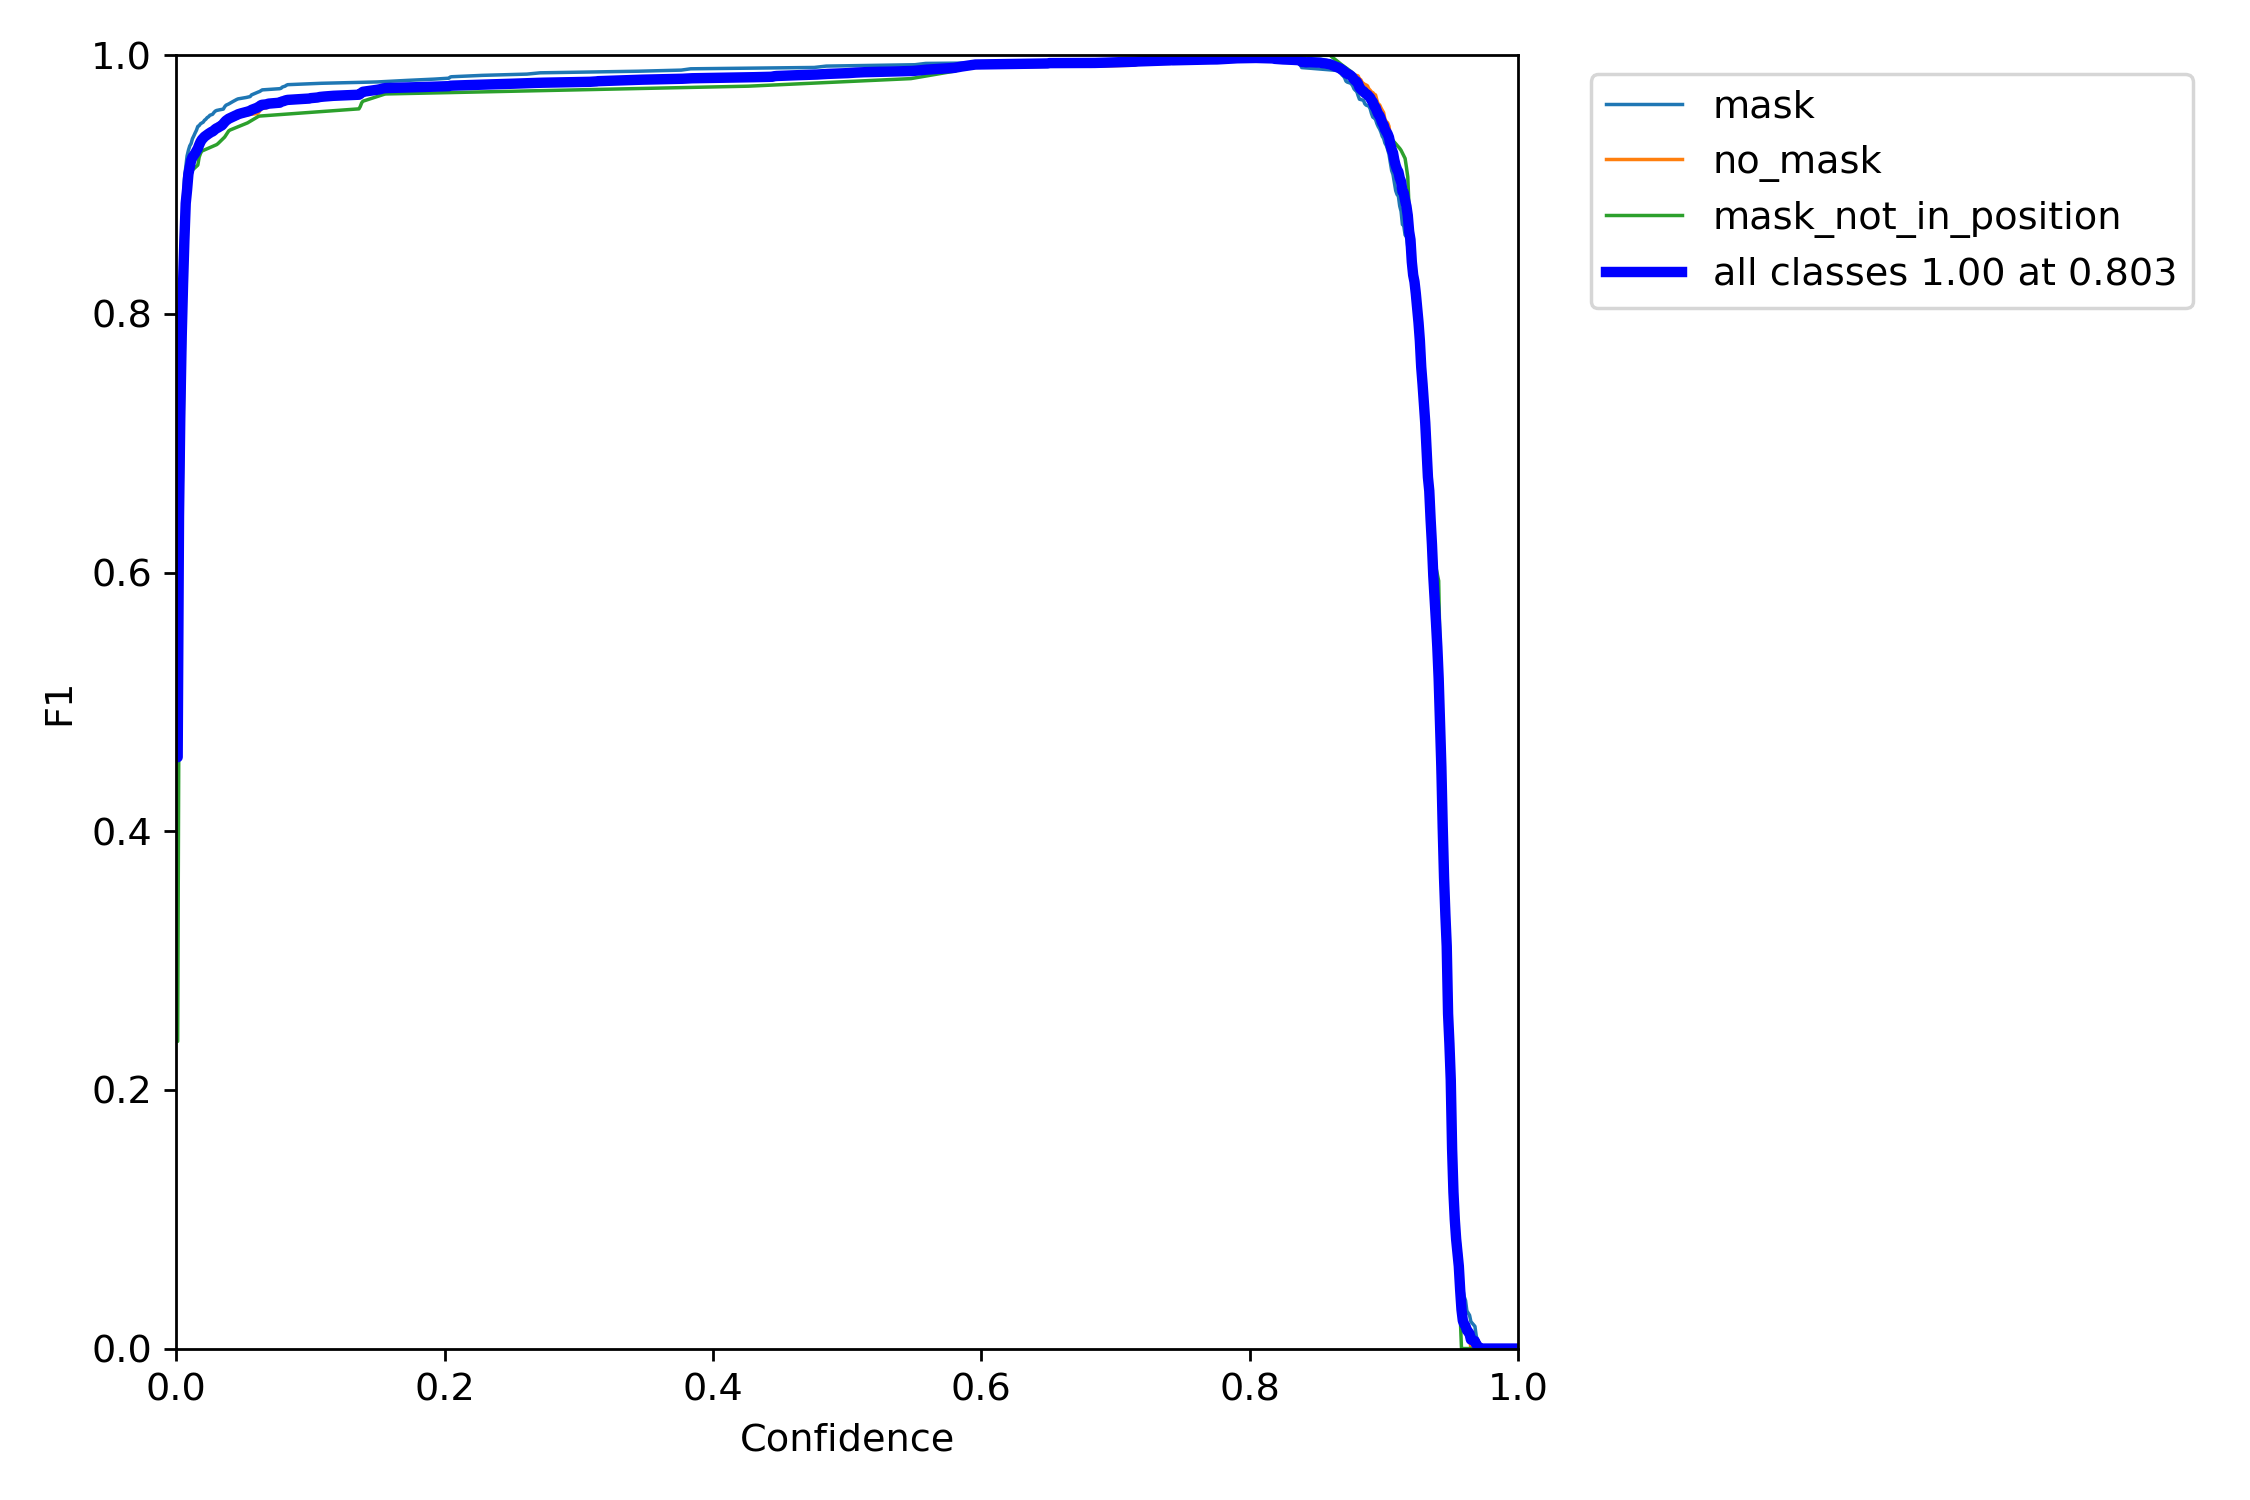 1.0
0.8
0.6
0.4
0.2
0.0
F1
0.0 0.2 0.4 0.6 0.8 1.0
Confidence
mask
no_mask
mask_not_in_position
all classes 1.00 at 0.803